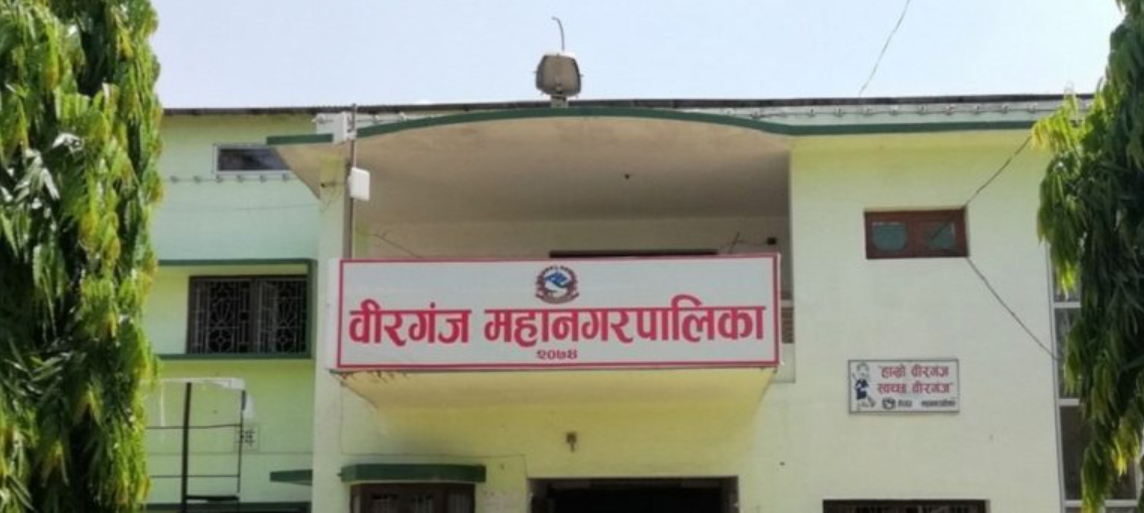 वीरगंज महानगरपालिका
२०७४
"हाम्रो वीरगंज
स्वच्छ वीरगंज"